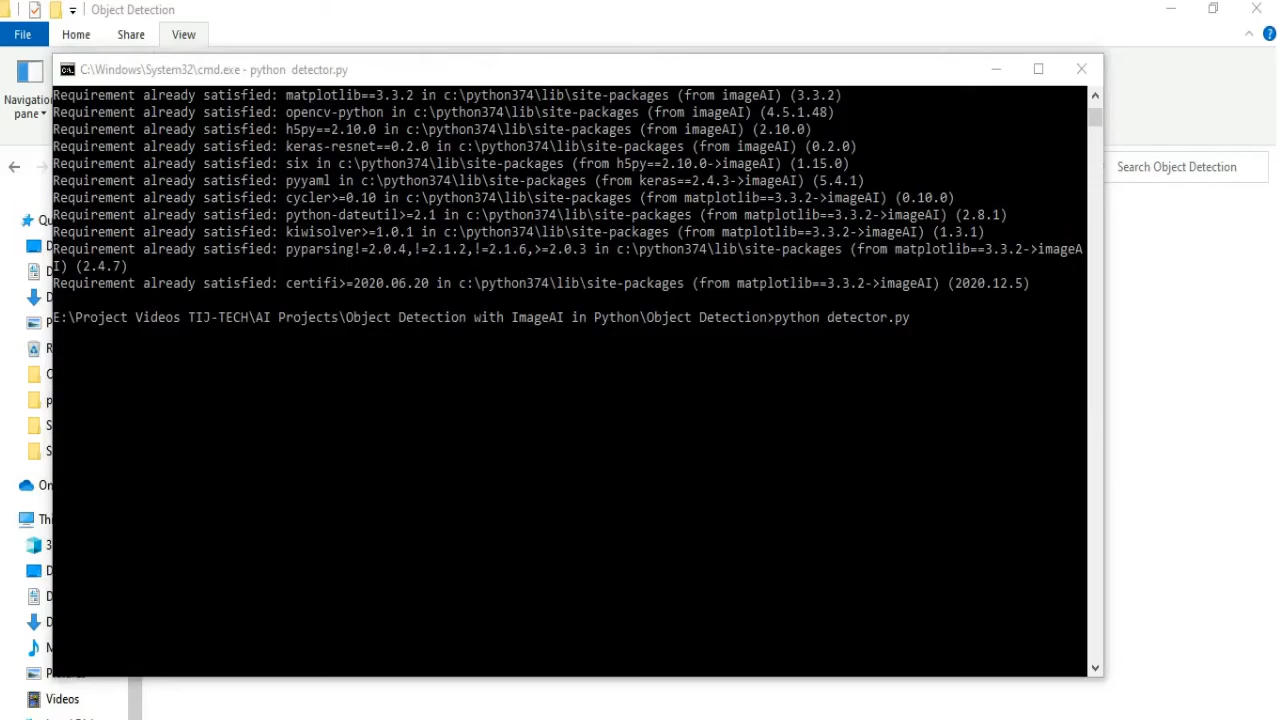 Object Detection
File Home Share View
C:\Windows\System32\cmd.exe - python detector.py
Navigation
pane
Requirement already satisfied: matplotlib==3.3.2 in c:\python374\lib\site-packages (from imageAI) (3.3.2)
Requirement already satisfied: opencv-python in c:\python374\lib\site-packages (from imageAI) (4.5.1.48)
Requirement already satisfied: h5py==2.10.0 in c:\python374\lib\site-packages (from imageAI) (2.10.0)
Requirement already satisfied: keras-resnet==0.2.0 in c:\python374\lib\site-packages (from imageAI) (0.2.0)
Requirement already satisfied: six in c:\python374\lib\site-packages (from h5py==2.10.0->imageAI) (1.15.0)
Requirement already satisfied: pyyaml in c:\python374\lib\site-packages (from keras==2.4.3->imageAI) (5.4.1)
Requirement already satisfied: cycler>=0.10 in c:\python374\lib\site-packages (from matplotlib==3.3.2->imageAI) (0.10.0)
Requirement already satisfied: python-dateutil>=2.1 in c:\python374\lib\site-packages (from matplotlib==3.3.2->imageAI) (2.8.1)
Requirement already satisfied: kiwisolver>=1.0.1 in c:\python374\lib\site-packages (from matplotlib==3.3.2->imageAI) (1.3.1)
Requirement already satisfied: pyparsing!=2.0.4,!=2.1.2,!=2.1.6,>=2.0.3 in c:\python374\lib\site-packages (from matplotlib==3.3.2->imageA
I) (2.4.7)
Requirement already satisfied: certifi>=2020.06.20 in c:\python374\lib\site-packages (from matplotlib==3.3.2->imageAI) (2020.12.5)
E:\Project Videos TIJ-TECH\AI Projects\Object Detection with ImageAI in Python\Object Detection>python detector.py
Search Object Detection
Videos